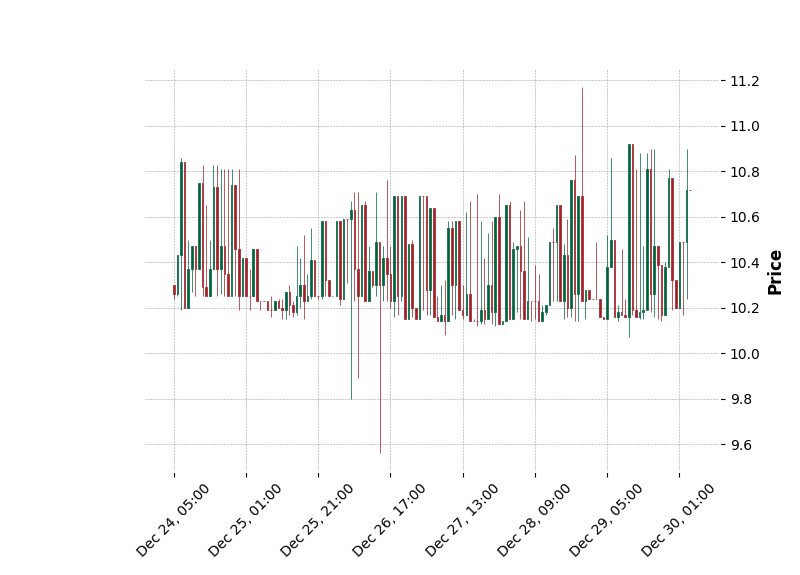 11.2
11.0
10.8
10.6
10.4
10.2
10.0
9.8
9.6
Price
Dec 24, 05:00
Dec 25, 01:00
Dec 25, 21:00
Dec 26, 17:00
Dec 27, 13:00
Dec 28, 09:00
Dec 29, 05:00
Dec 30, 01:00